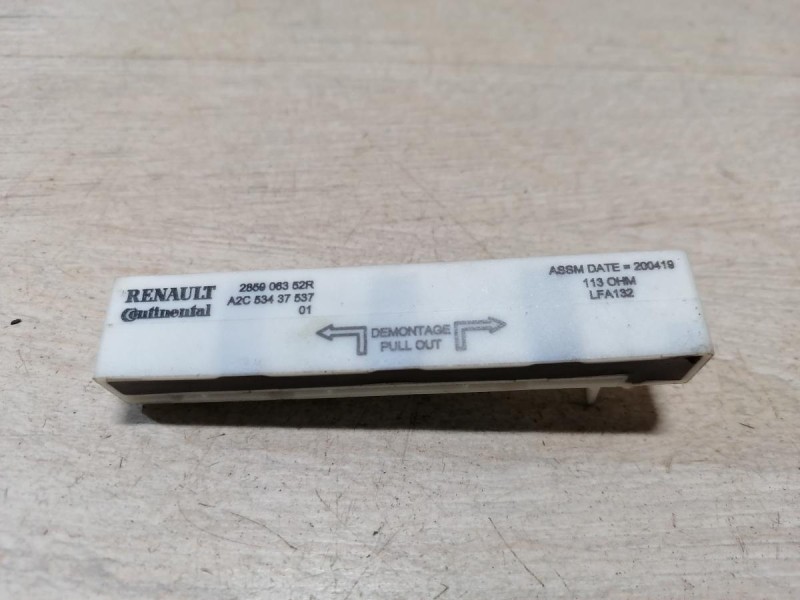 RENAULT
Continental
2859 063 52R
A2C 534 37 537
01
DEMONTAGE
PULL OUT
ASSM DATE = 200419
113 OHM
LFA132